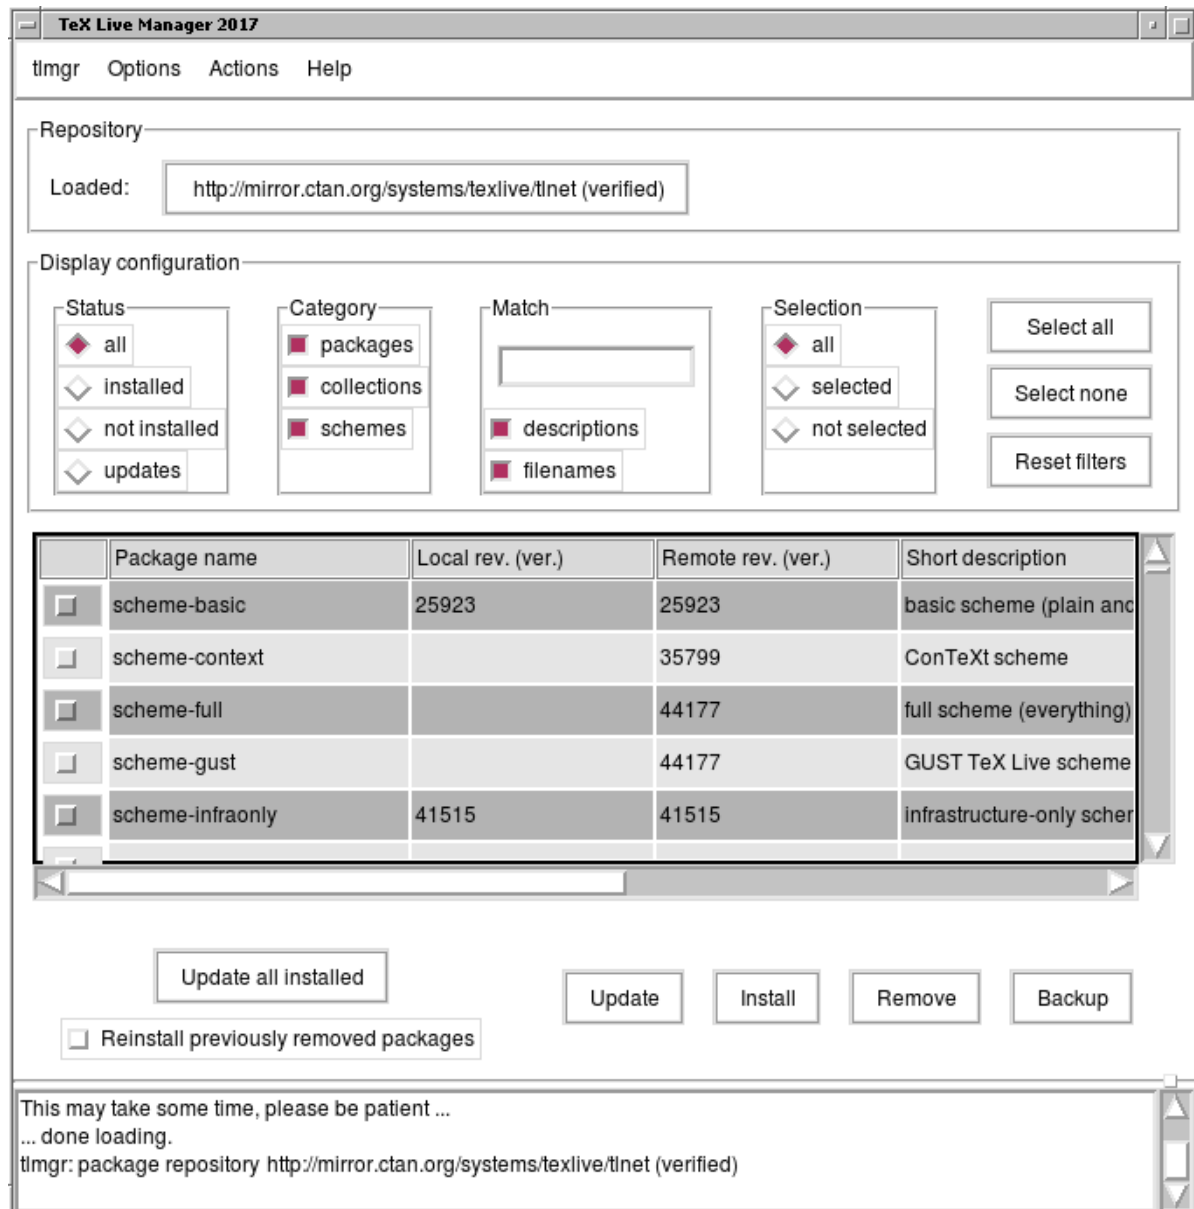 TeX Live Manager 2017
tlmgr Options Actions Help
Repository
Loaded: http://mirror.ctan.org/systems/texlive/tlnet (verified)
Display configuration
Status Category Match Selection
all packages all Select all
installed collections selected Select none
not installed schemes descriptions not selected
updates filenames Reset filters
Package name Local rev. (ver.) Remote rev. (ver.) Short description
scheme-basic 25923 25923 basic scheme (plain and
scheme-context 35799 ConTeXt scheme
scheme-full 44177 full scheme (everything)
scheme-gust 44177 GUST TeX Live scheme
scheme-infraonly 41515 41515 infrastructure-only schem
Update all installed
Update Install Remove Backup
Reinstall previously removed packages
This may take some time, please be patient ...
... done loading.
tlmgr: package repository http://mirror.ctan.org/systems/texlive/tlnet (verified)